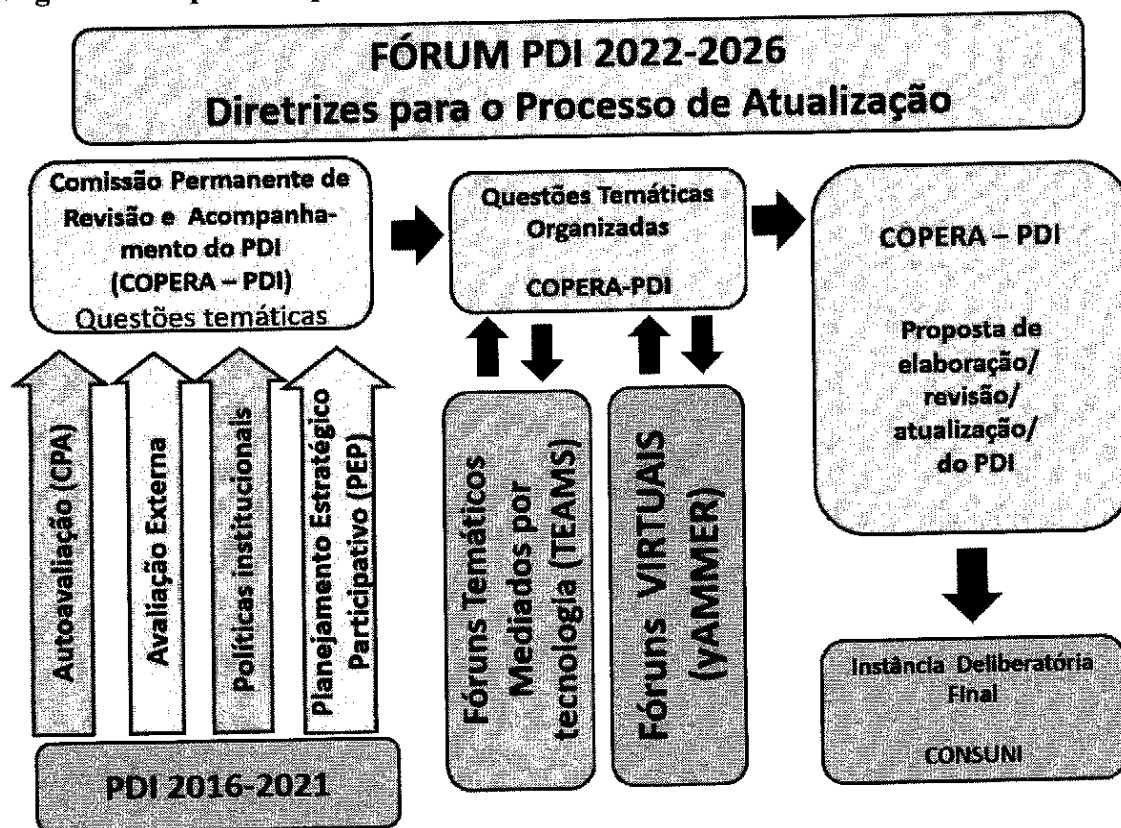 FÓRUM PDI 2022-2026
Diretrizes para o Processo de Atualização
Comissão Permanente de
Revisão e Acompanha-
mento do PDI
(COPERA – PDI)
Questões temáticas
Autoavaliação (CPA)
Avaliação Externa
Políticas institucionais
Planejamento Estratégico
Participativo (PEP)
PDI 2016-2021
Questões Temáticas
Organizadas
COPERA-PDI
Fóruns Temáticos
Mediados por
tecnologia (TEAMS)
Fóruns VIRTUAIS
(yAMMER)
COPERA – PDI
Proposta de
elaboração/
revisão/
atualização/
do PDI
Instância Deliberatória
Final
CONSUNI